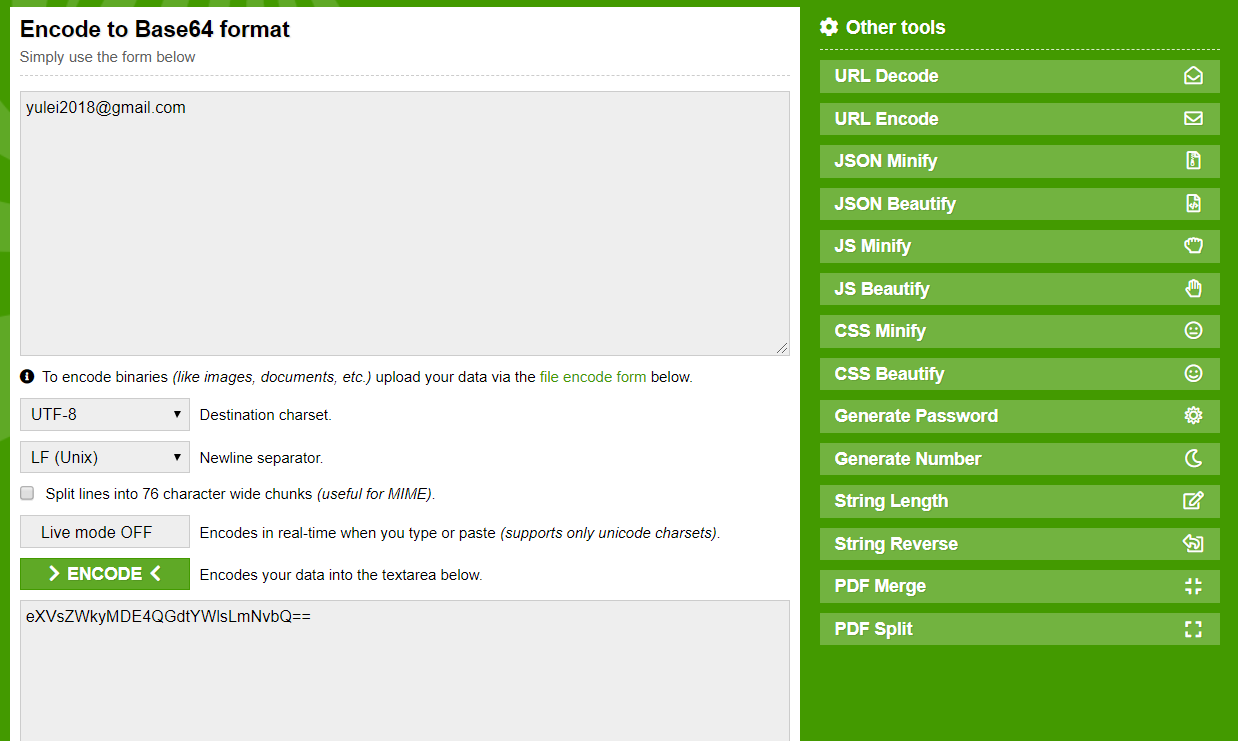 Encode to Base64 format
Simply use the form below
yulei2018@gmail.com
To encode binaries (like images, documents, etc.) upload your data via the file encode form below.
UTF-8 Destination charset.
LF (Unix) Newline separator.
Split lines into 76 character wide chunks (useful for MIME).
Live mode OFF Encodes in real-time when you type or paste (supports only unicode charsets).
ENCODE Encodes your data into the textarea below.
eXVsZWkyMDE4QGdtYWlsLmNvbQ==
Other tools
URL Decode
URL Encode
JSON Minify
JSON Beautify
JS Minify
JS Beautify
CSS Minify
CSS Beautify
Generate Password
Generate Number
String Length
String Reverse
PDF Merge
PDF Split